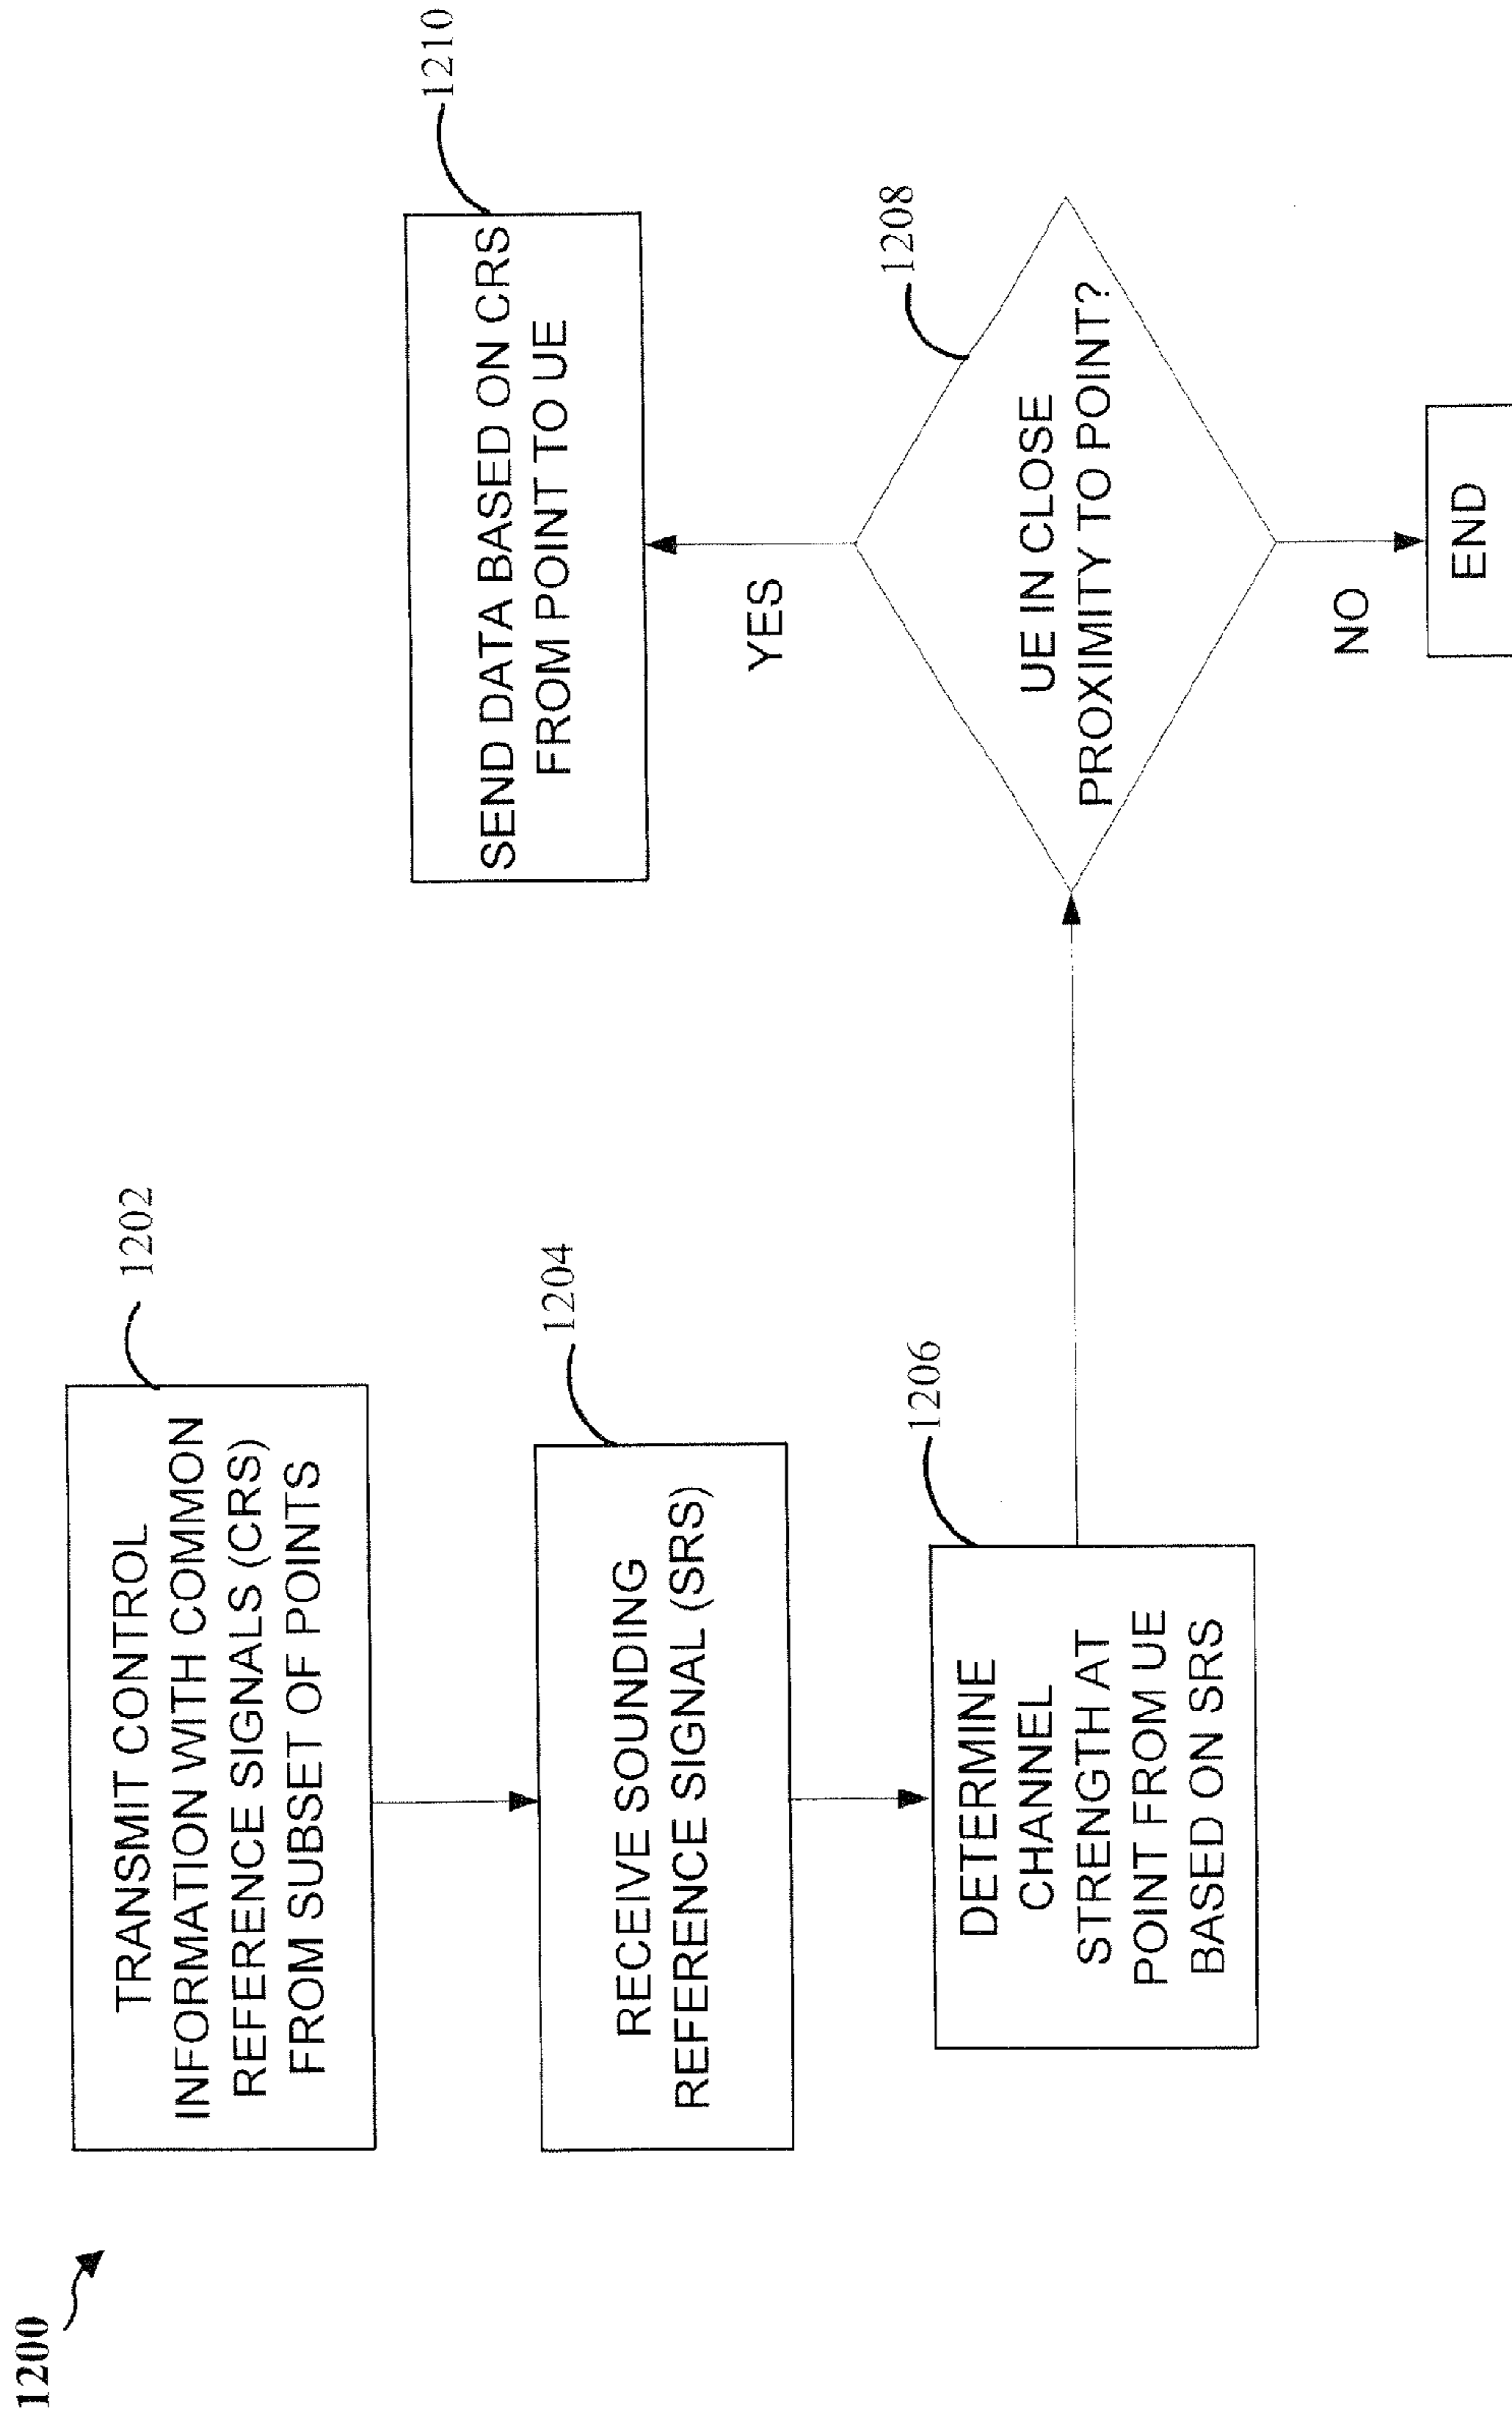 1200
TRANSMIT CONTROL
INFORMATION WITH COMMON
REFERENCE SIGNALS (CRS)
FROM SUBSET OF POINTS
1202
RECEIVE SOUNDING
REFERENCE SIGNAL (SRS)
1204
DETERMINE
CHANNEL
STRENGTH AT
POINT FROM UE
BASED ON SRS
1206
SEND DATA BASED ON CRS
FROM POINT TO UE
1210
YES
UE IN CLOSE
PROXIMITY TO POINT?
1208
NO
END